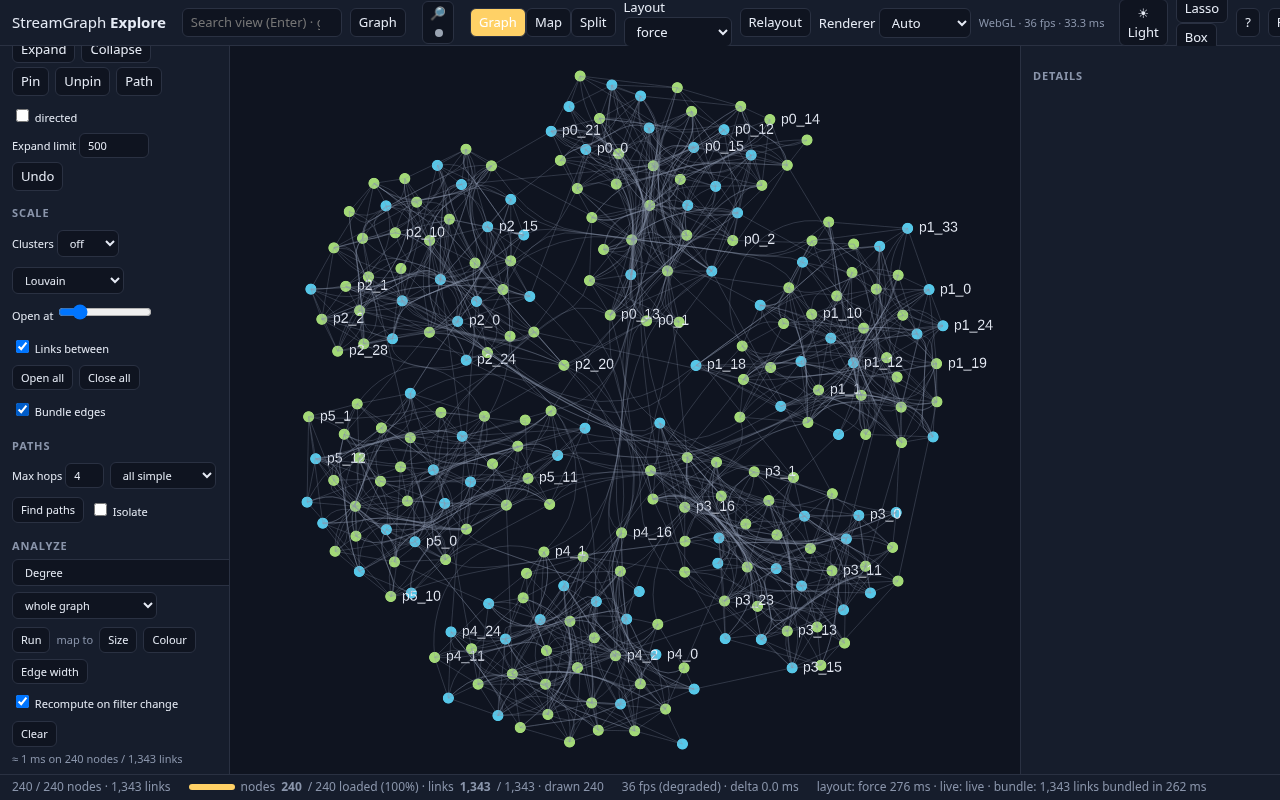 StreamGraph Explore
Search view (Enter) ·
Graph
Graph
Map
Split
Layout
force
Relayout
Renderer
Auto
WebGL · 36 fps · 33.3 ms
Light
Lasso
Box
?
Expand
Collapse
Pin
Unpin
Path
directed
Expand limit
500
Undo
SCALE
Clusters
off
Louvain
Open at
Links between
Open all
Close all
Bundle edges
PATHS
Max hops
4
all simple
Find paths
Isolate
ANALYZE
Degree
whole graph
Run
map to
Size
Colour
Edge width
Recompute on filter change
Clear
≈ 1 ms on 240 nodes / 1,343 links
DETAILS
p0_14
p0_21
p0_12
p0_0
p0_15
p2_15
p1_33
p2_10
p0_2
p2_1
p1_0
p2_2
p2_0
p0_13
p0_1
p1_10
p1_24
p2_28
p2_24
p2_20
p1_18
p1_12
p1_19
p1_1
p5_1
p5_12
p5_11
p3_1
p3_16
p3_0
p5_0
p4_16
p4_1
p3_11
p5_10
p3_23
p4_24
p3_13
p4_11
p4_2
p4_0
p3_15
240 / 240 nodes · 1,343 links
nodes 240 / 240 loaded (100%) · links 1,343 / 1,343 · drawn 240
36 fps (degraded) · delta 0.0 ms
layout: force 276 ms · live: live · bundle: 1,343 links bundled in 262 ms